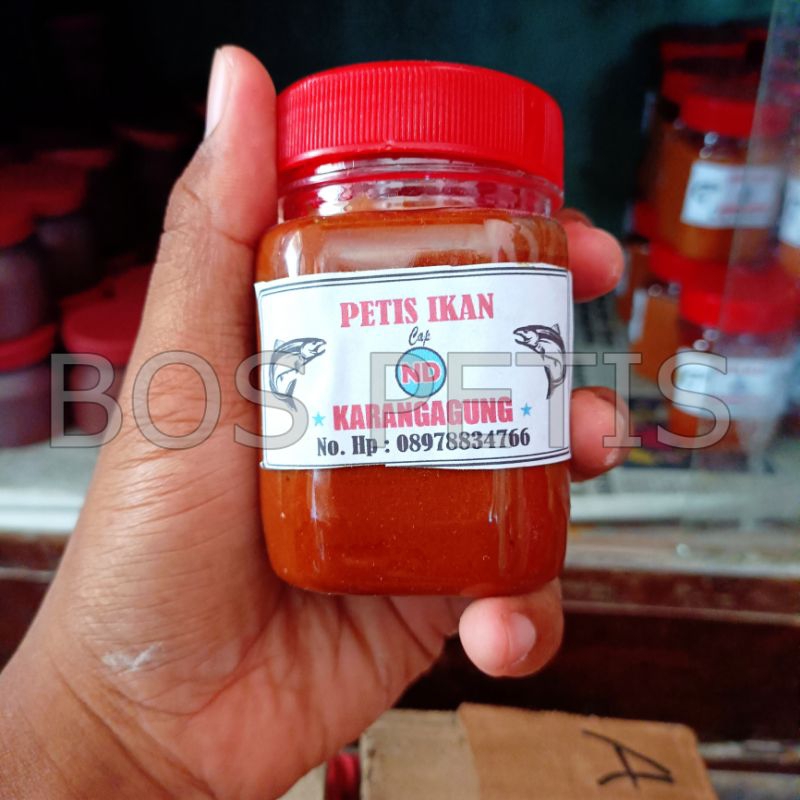 PETIS IKAN
Cap
ND
KARANGAGUNG
No. Hp : 08978834766
BOS PETIS
A